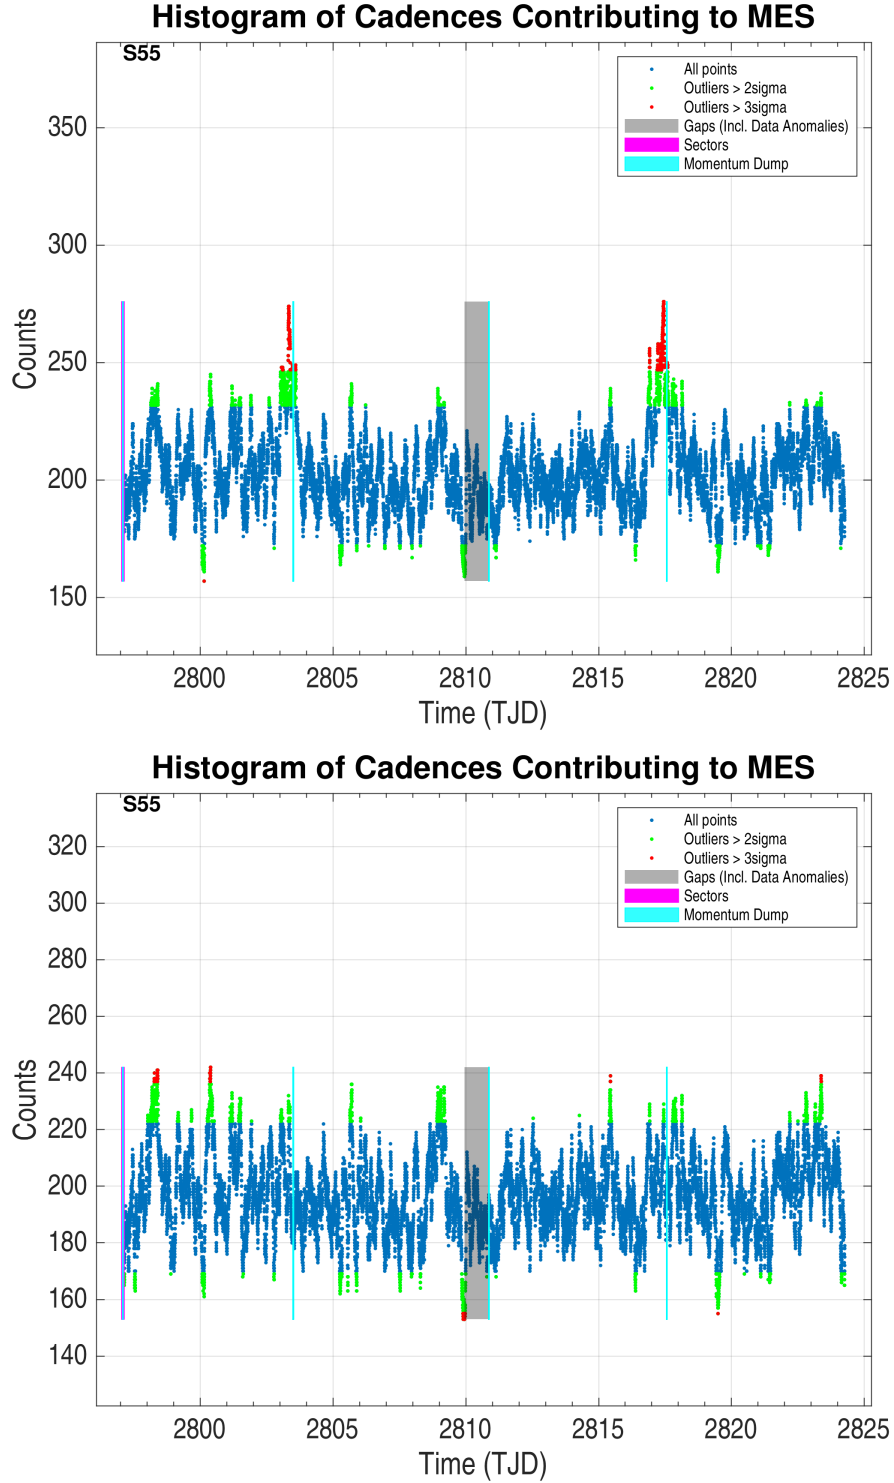 Histogram of Cadences Contributing to MES
S55
All points
Outliers > 2sigma
Outliers > 3sigma
Gaps (Incl. Data Anomalies)
Sectors
Momentum Dump
350
300
250
200
150
Counts
2800 2805 2810 2815 2820 2825
Time (TJD)
Histogram of Cadences Contributing to MES
S55
All points
Outliers > 2sigma
Outliers > 3sigma
Gaps (Incl. Data Anomalies)
Sectors
Momentum Dump
320
300
280
260
240
220
200
180
160
140
Counts
2800 2805 2810 2815 2820 2825
Time (TJD)